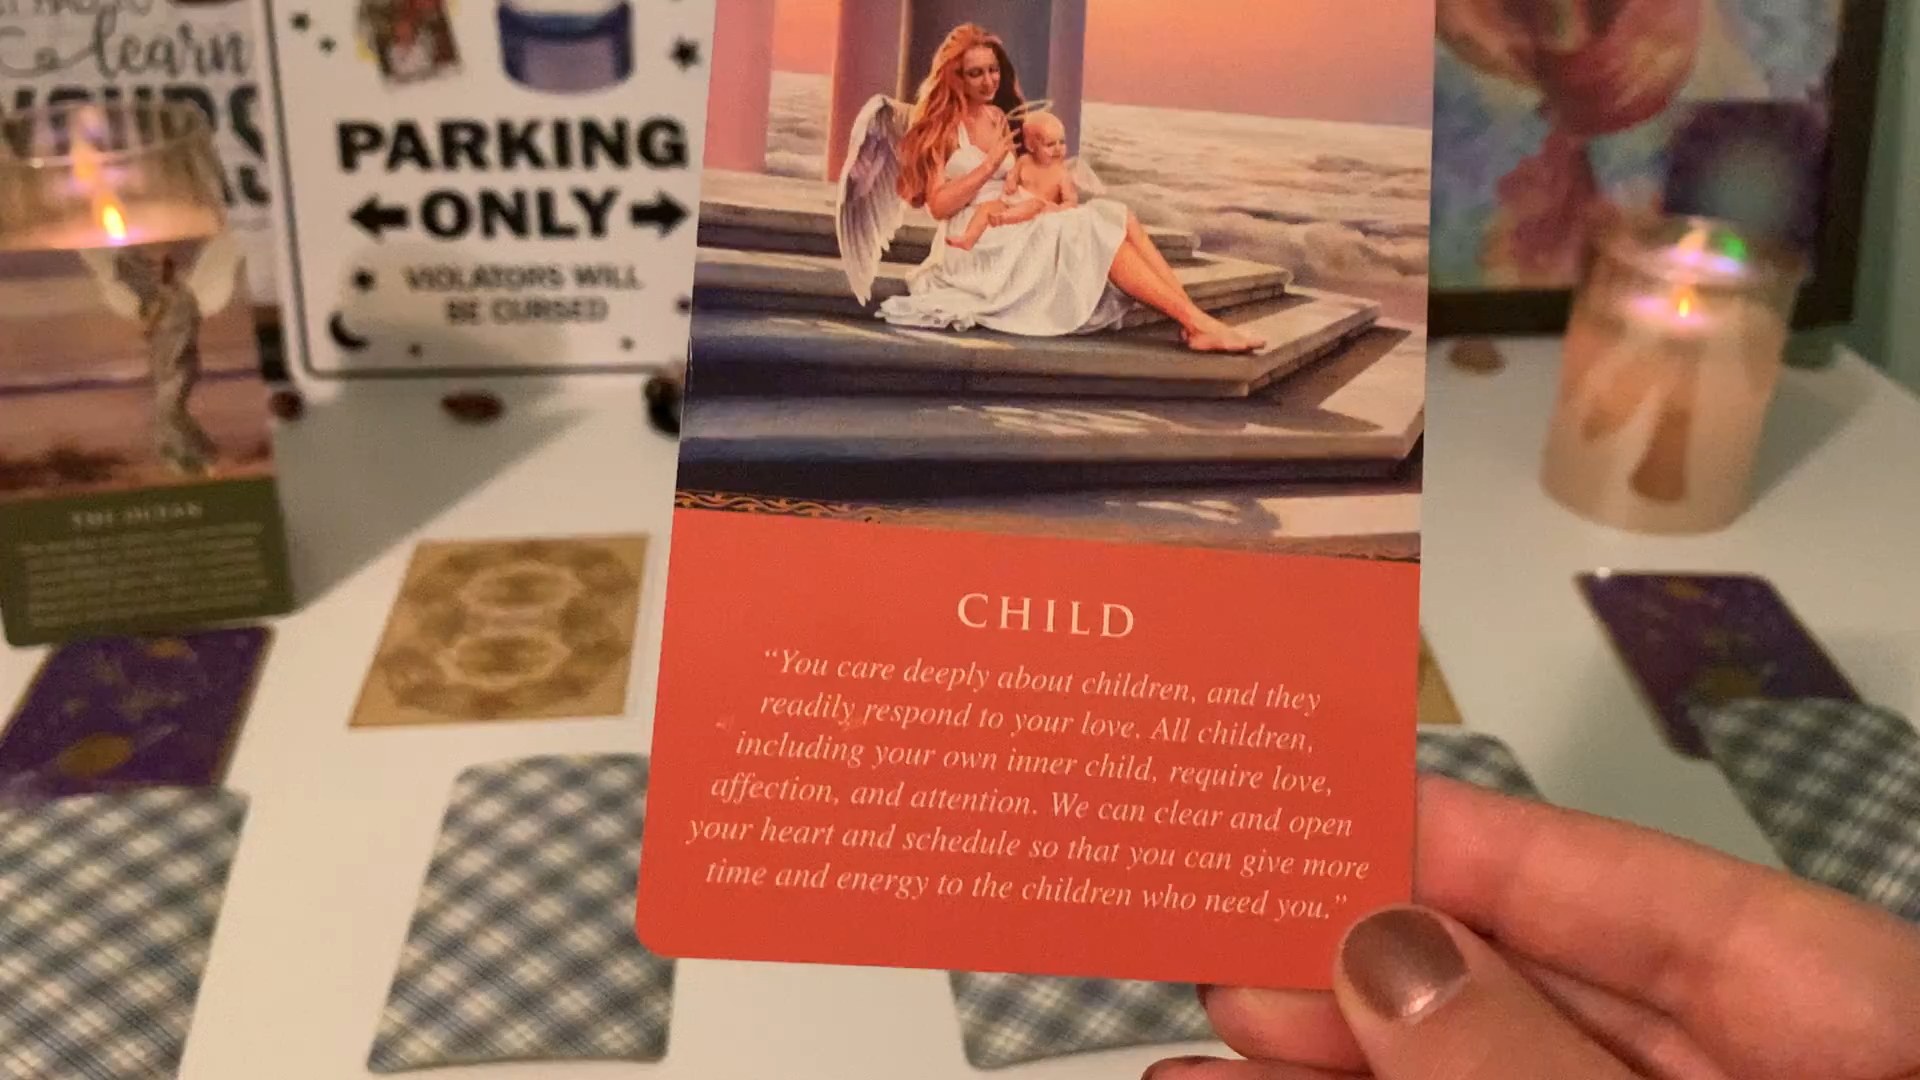 learn
PARKING
ONLY
VIOLATORS WILL
BE CURSED
THE OCEAN
CHILD
“You care deeply about children, and they
readily respond to your love. All children,
including your own inner child, require love,
affection, and attention. We can clear and open
your heart and schedule so that you can give more
time and energy to the children who need you.”